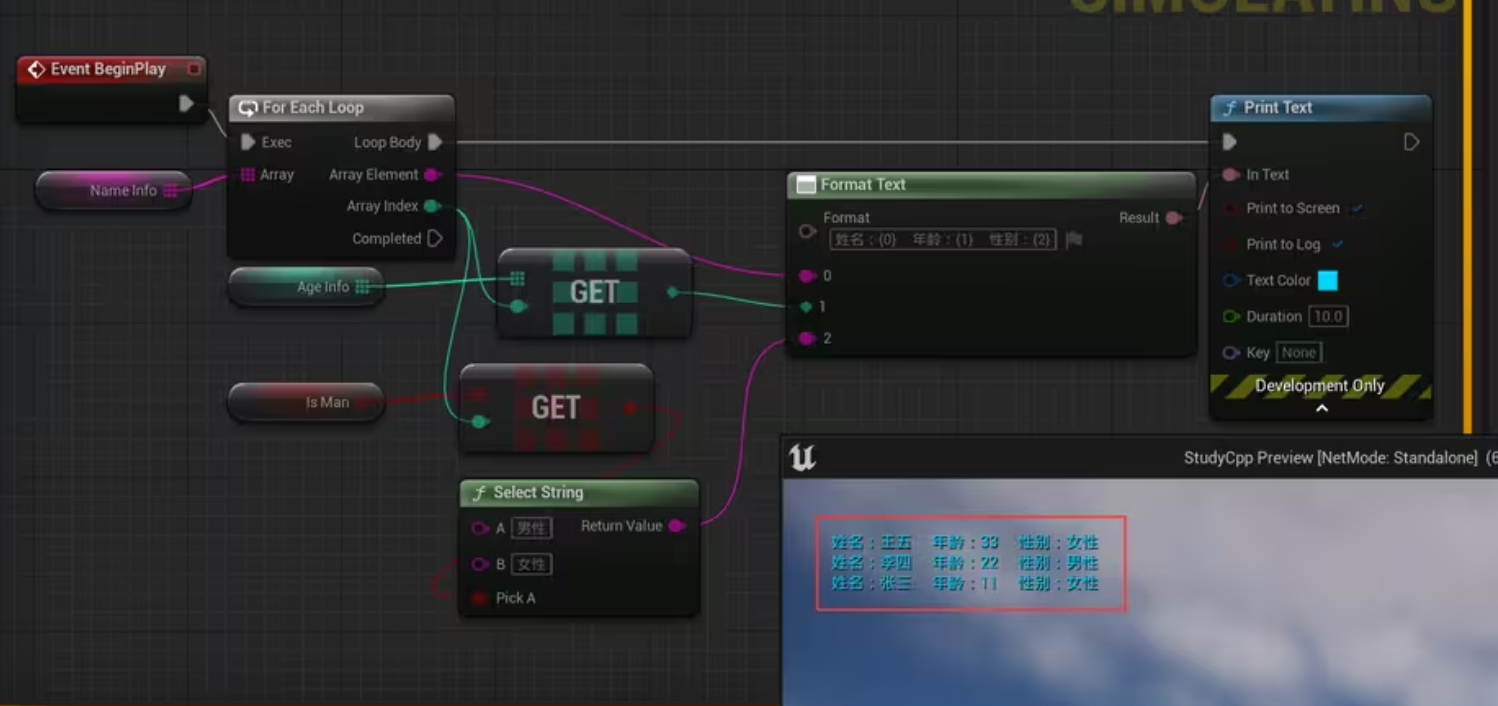 SIMULATING
Event BeginPlay
For Each Loop
Exec
Loop Body
Array
Array Element
Array Index
Completed
Name Info
Age Info
GET
Is Man
GET
Select String
A 男性
Return Value
B 女性
Pick A
Format Text
Format
姓名：{0} 年龄：{1} 性别：{2}
Result
0
1
2
Print Text
In Text
Print to Screen
Print to Log
Text Color
Duration 10.0
Key None
Development Only
StudyCpp Preview [NetMode: Standalone] (6
姓名：王五 年龄：33 性别：女性
姓名：李四 年龄：22 性别：男性
姓名：张三 年龄：11 性别：女性